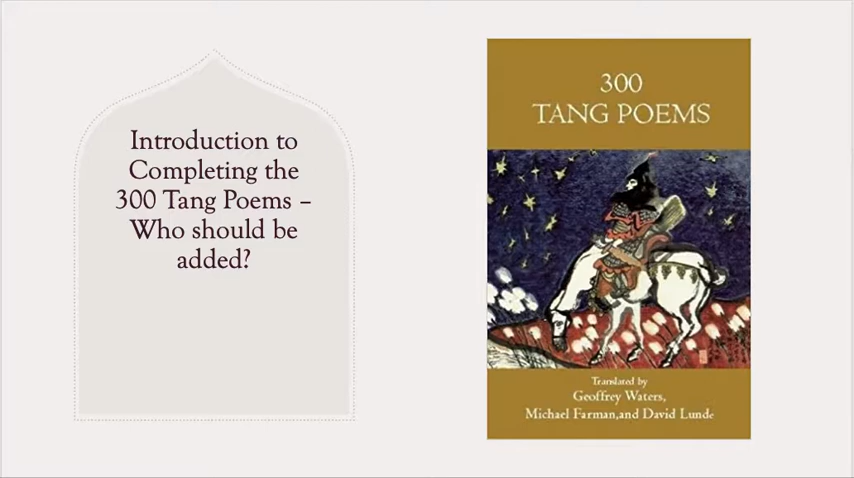 Introduction to
Completing the
300 Tang Poems –
Who should be
added?
300
TANG POEMS
Translated by
Geoffrey Waters,
Michael Farman,and David Lunde